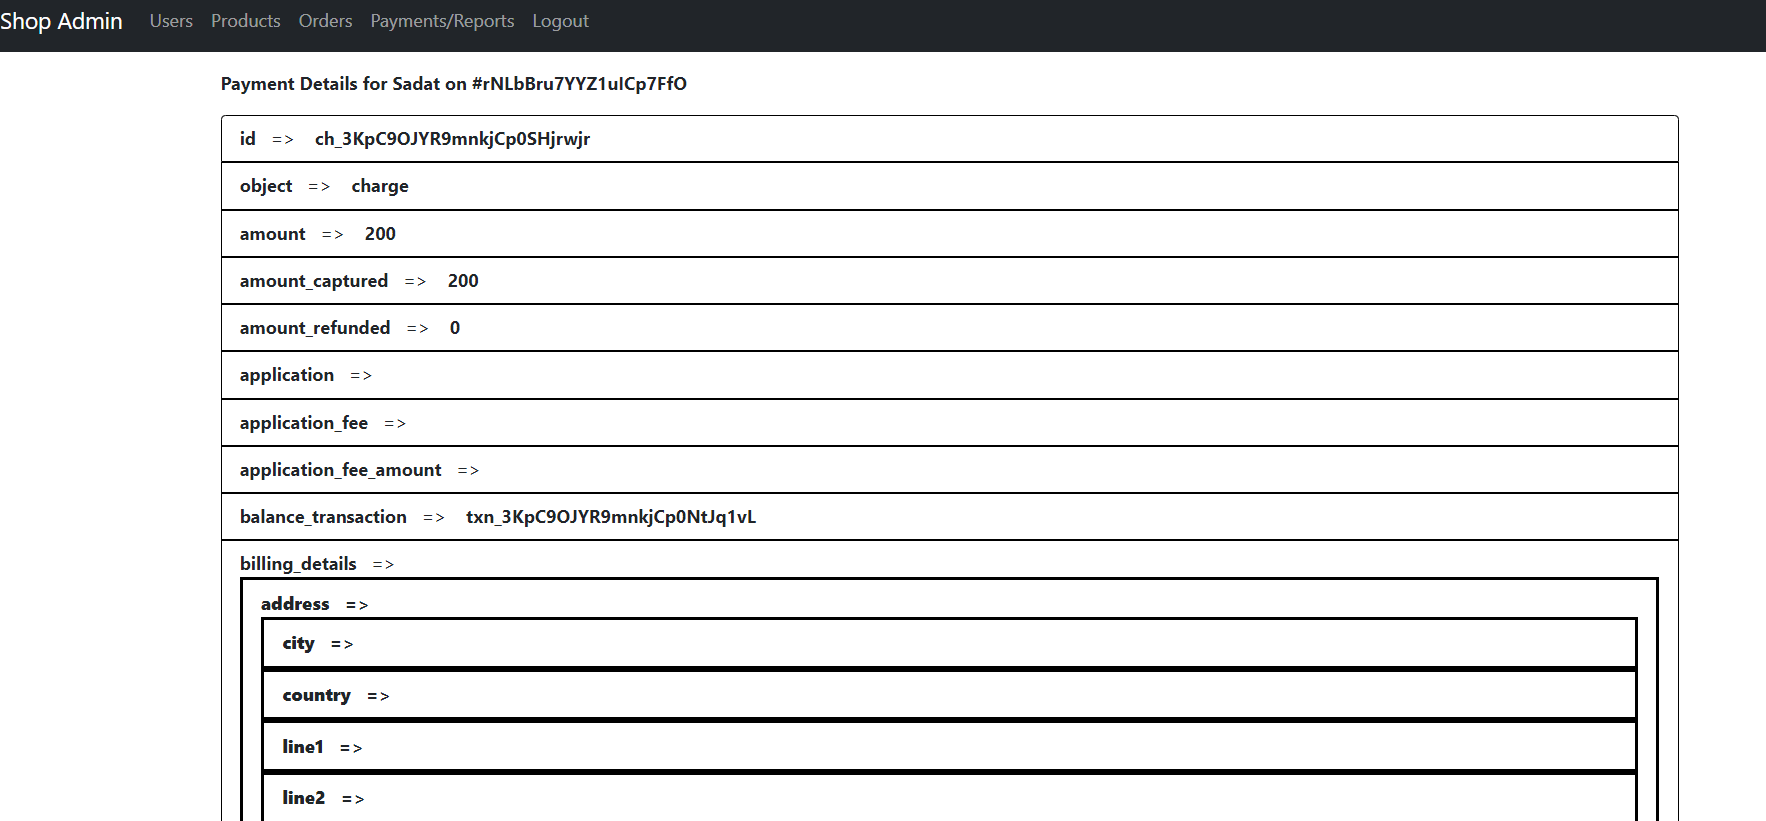 Shop Admin Users Products Orders Payments/Reports Logout
Payment Details for Sadat on #rNLbBru7YYZ1uICp7FfO
id => ch_3KpC9OJYR9mnkjCp0SHjrwjr
object => charge
amount => 200
amount_captured => 200
amount_refunded => 0
application =>
application_fee =>
application_fee_amount =>
balance_transaction => txn_3KpC9OJYR9mnkjCp0NtJq1vL
billing_details =>
address =>
city =>
country =>
line1 =>
line2 =>